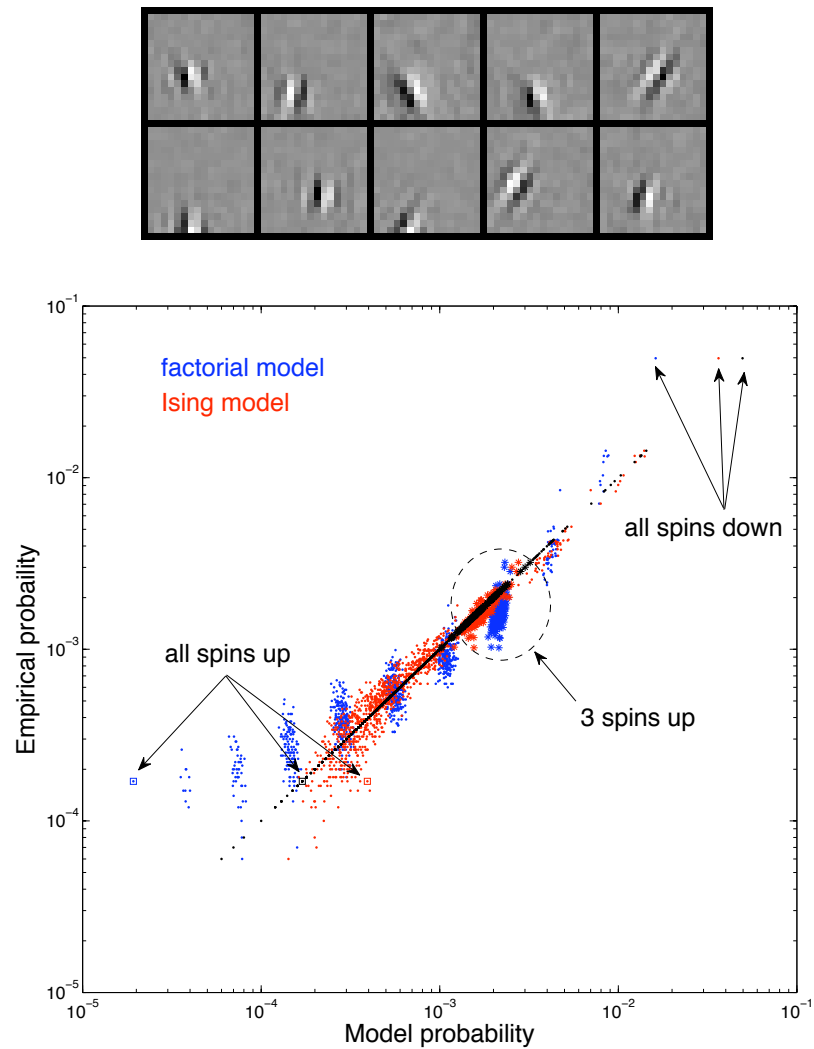 10^-1
factorial model
Ising model
10^-2
all spins down
Empirical probaility
10^-3
all spins up
3 spins up
10^-4
10^-5
10^-5
10^-4
10^-3
10^-2
10^-1
Model probability